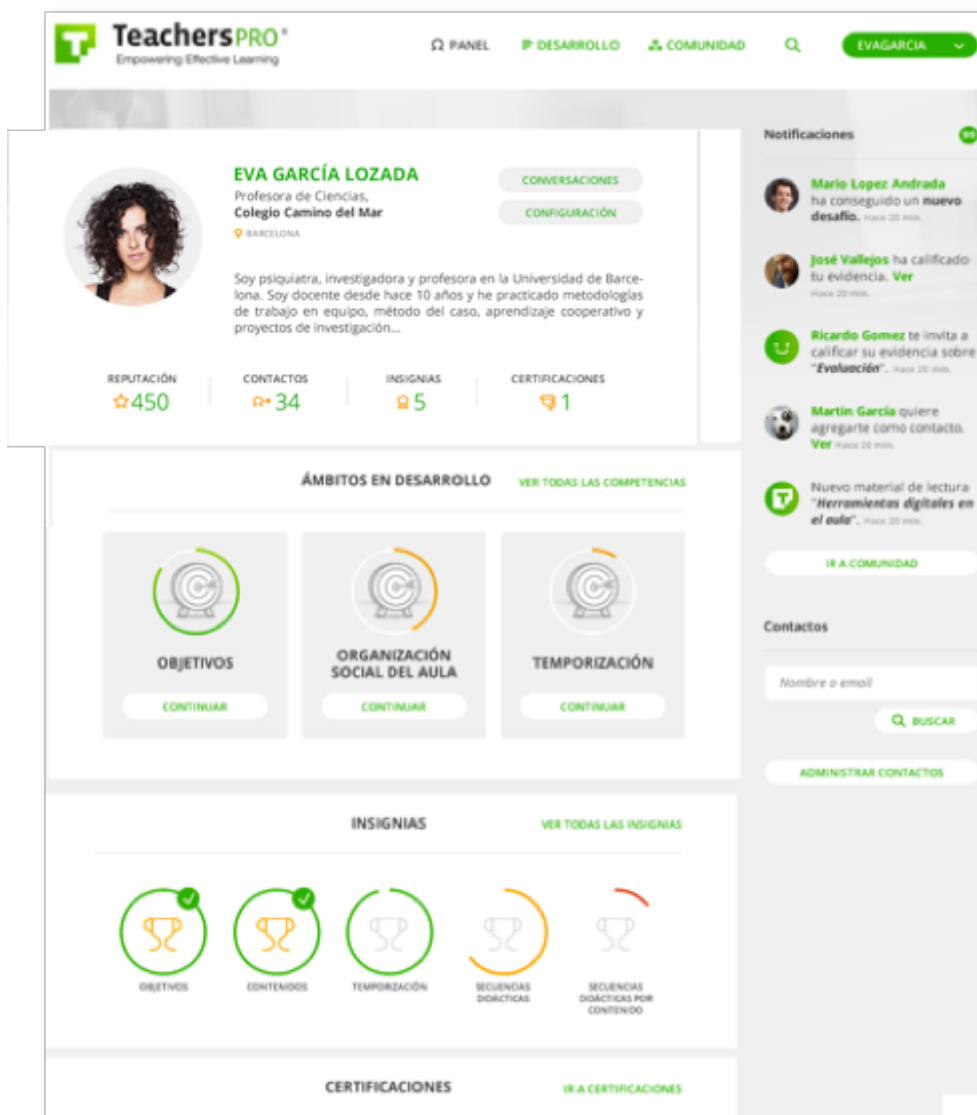 TeachersPRO®
Empowering Effective Learning
PANEL
DESARROLLO
COMUNIDAD
EVAGARCIA
EVA GARCÍA LOZADA
Profesora de Ciencias,
Colegio Camino del Mar
BARCELONA
CONVERSACIONES
CONFIGURACIÓN
Soy psiquiatra, investigadora y profesora en la Universidad de Barce-
lona. Soy docente desde hace 10 años y he practicado metodologías
de trabajo en equipo, método del caso, aprendizaje cooperativo y
proyectos de investigación...
REPUTACIÓN
450
CONTACTOS
34
INSIGNIAS
5
CERTIFICACIONES
1
ÁMBITOS EN DESARROLLO
VER TODAS LAS COMPETENCIAS
OBJETIVOS
CONTINUAR
ORGANIZACIÓN
SOCIAL DEL AULA
CONTINUAR
TEMPORIZACIÓN
CONTINUAR
INSIGNIAS
VER TODAS LAS INSIGNIAS
OBJETIVOS
CONTENIDOS
TEMPORIZACIÓN
SECUENCIAS
DIDÁCTICAS
SECUENCIAS
DIDÁCTICAS POR
CONTENIDO
CERTIFICACIONES
IR A CERTIFICACIONES
Notificaciones
Mario Lopez Andrada
ha conseguido un nuevo
desafío. Hace 20 min.
José Vallejos ha calificado
tu evidencia. Ver
Hace 20 min.
Ricardo Gomez te invita a
calificar su evidencia sobre
"Evaluación". Hace 20 min.
Martín García quiere
agregarte como contacto.
Ver Hace 20 min.
Nuevo material de lectura
"Herramientas digitales en
el aula". Hace 20 min.
IR A COMUNIDAD
Contactos
Nombre o email
BUSCAR
ADMINISTRAR CONTACTOS